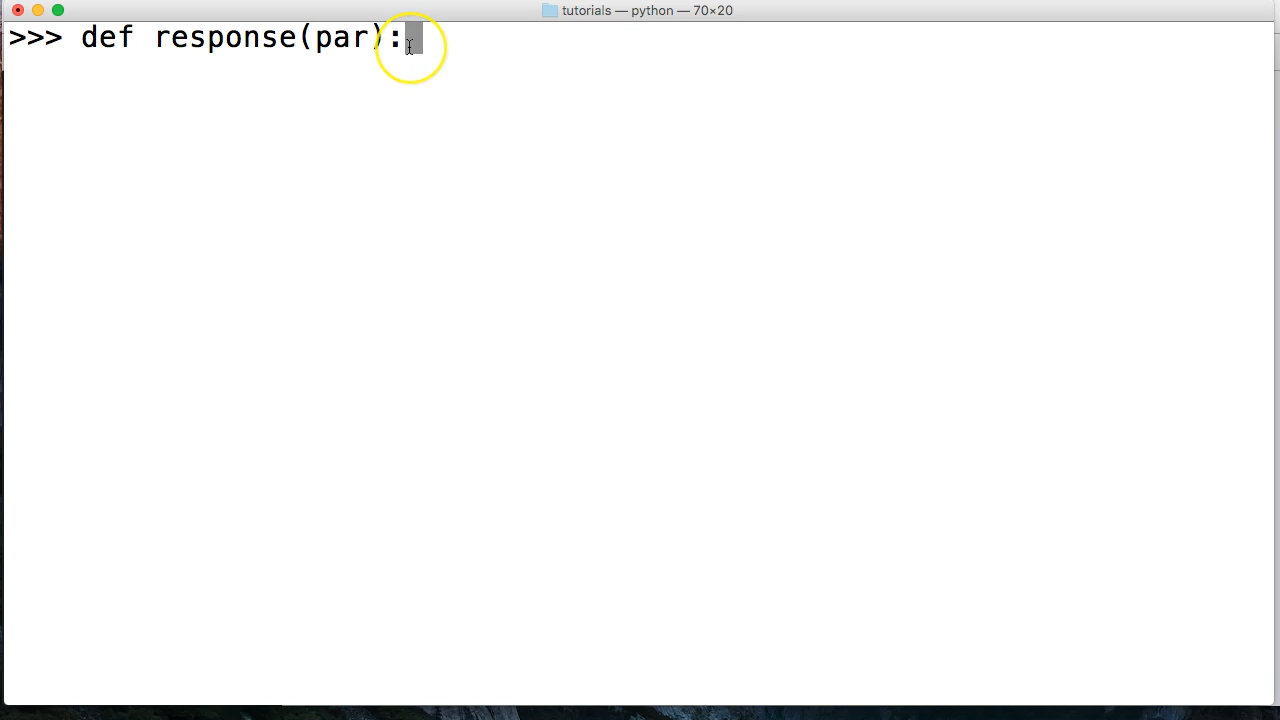 tutorials — python — 70×20
>>> def response(par):